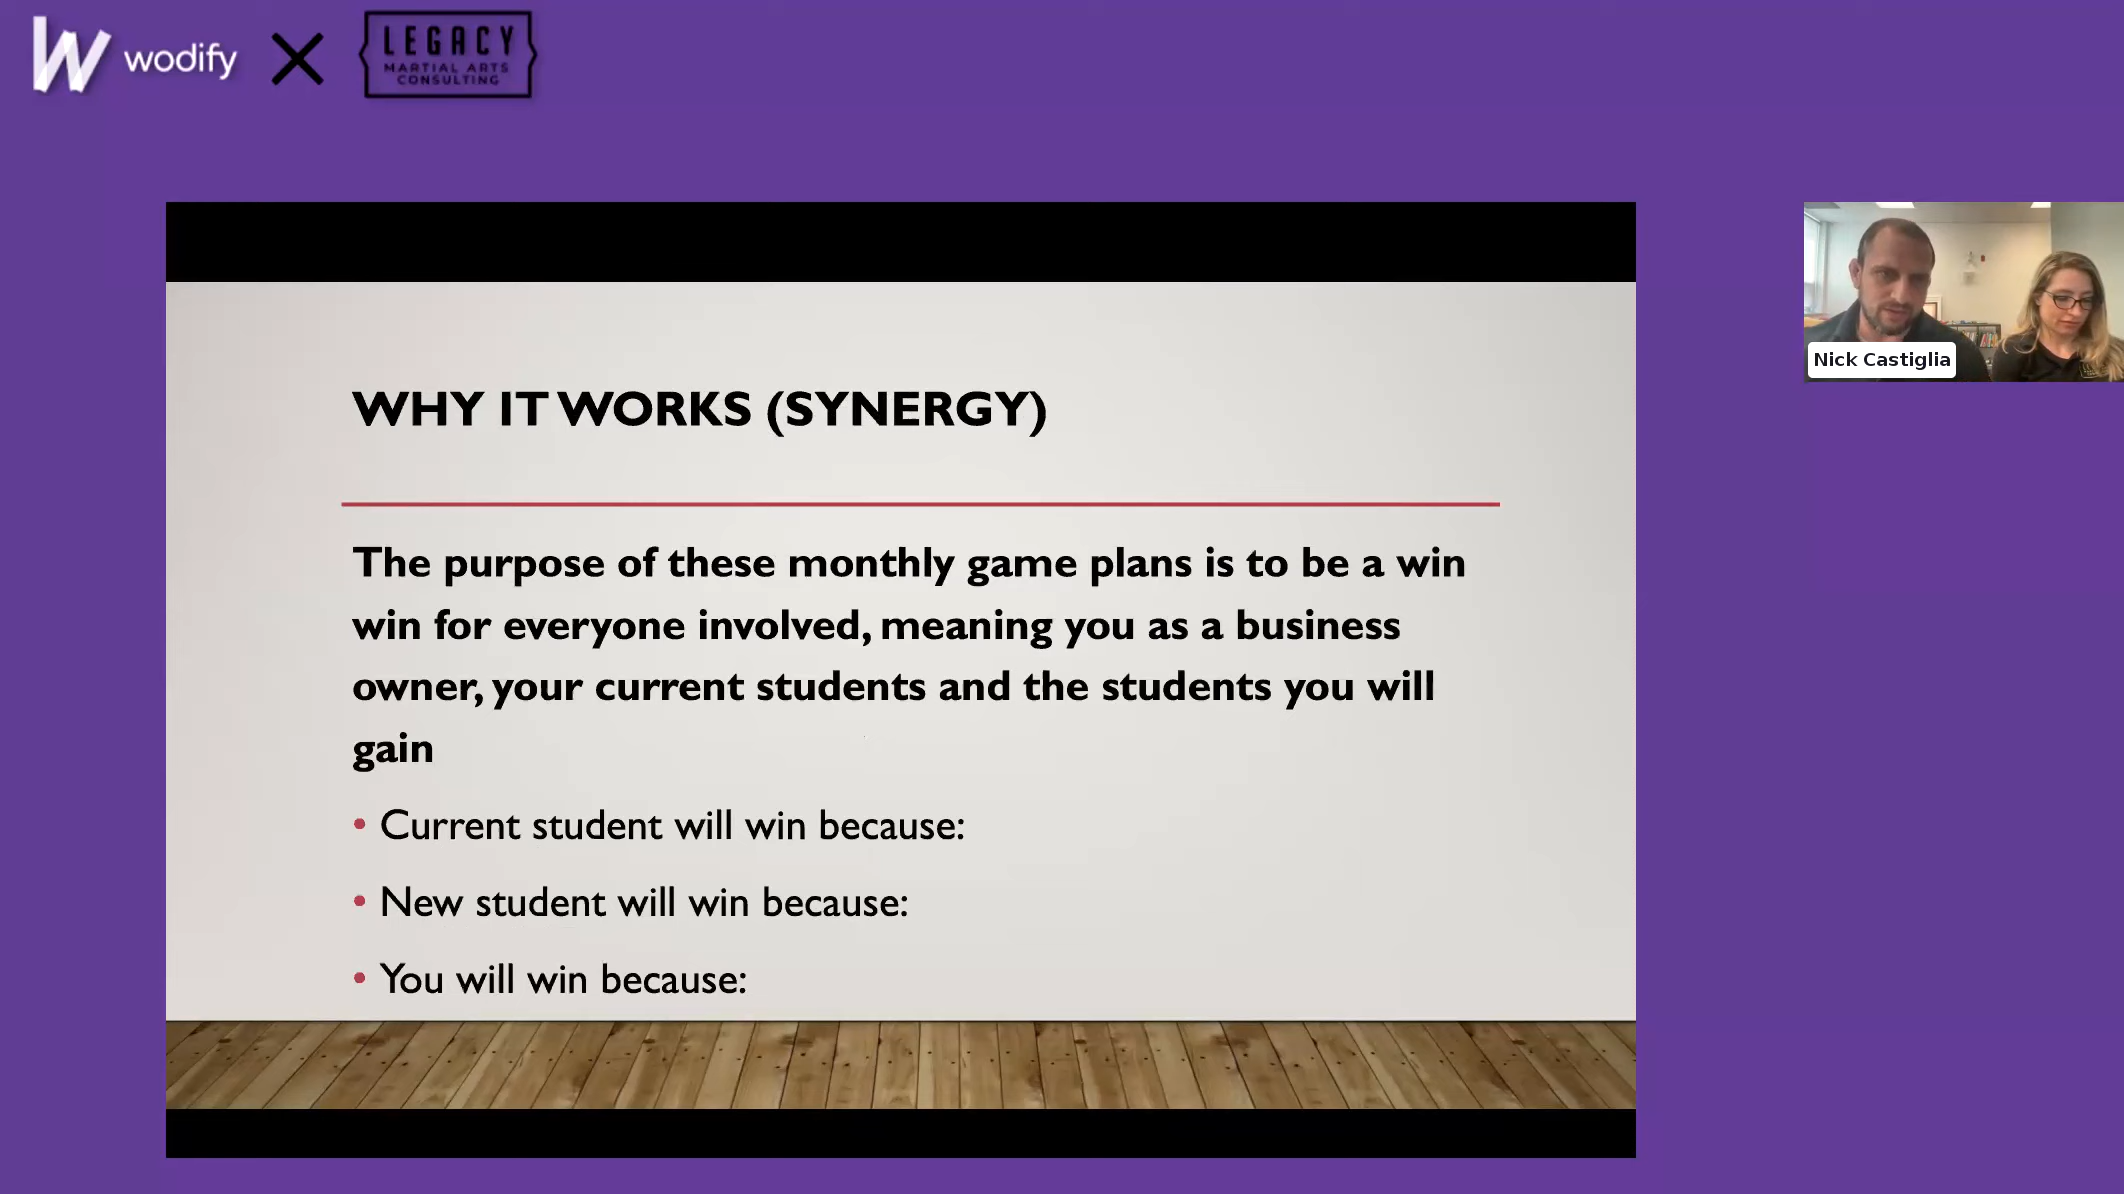 wodify
LEGACY
MARTIAL ARTS
CONSULTING
Nick Castiglia
WHY IT WORKS (SYNERGY)
The purpose of these monthly game plans is to be a win
win for everyone involved, meaning you as a business
owner, your current students and the students you will
gain
• Current student will win because:
• New student will win because:
• You will win because: